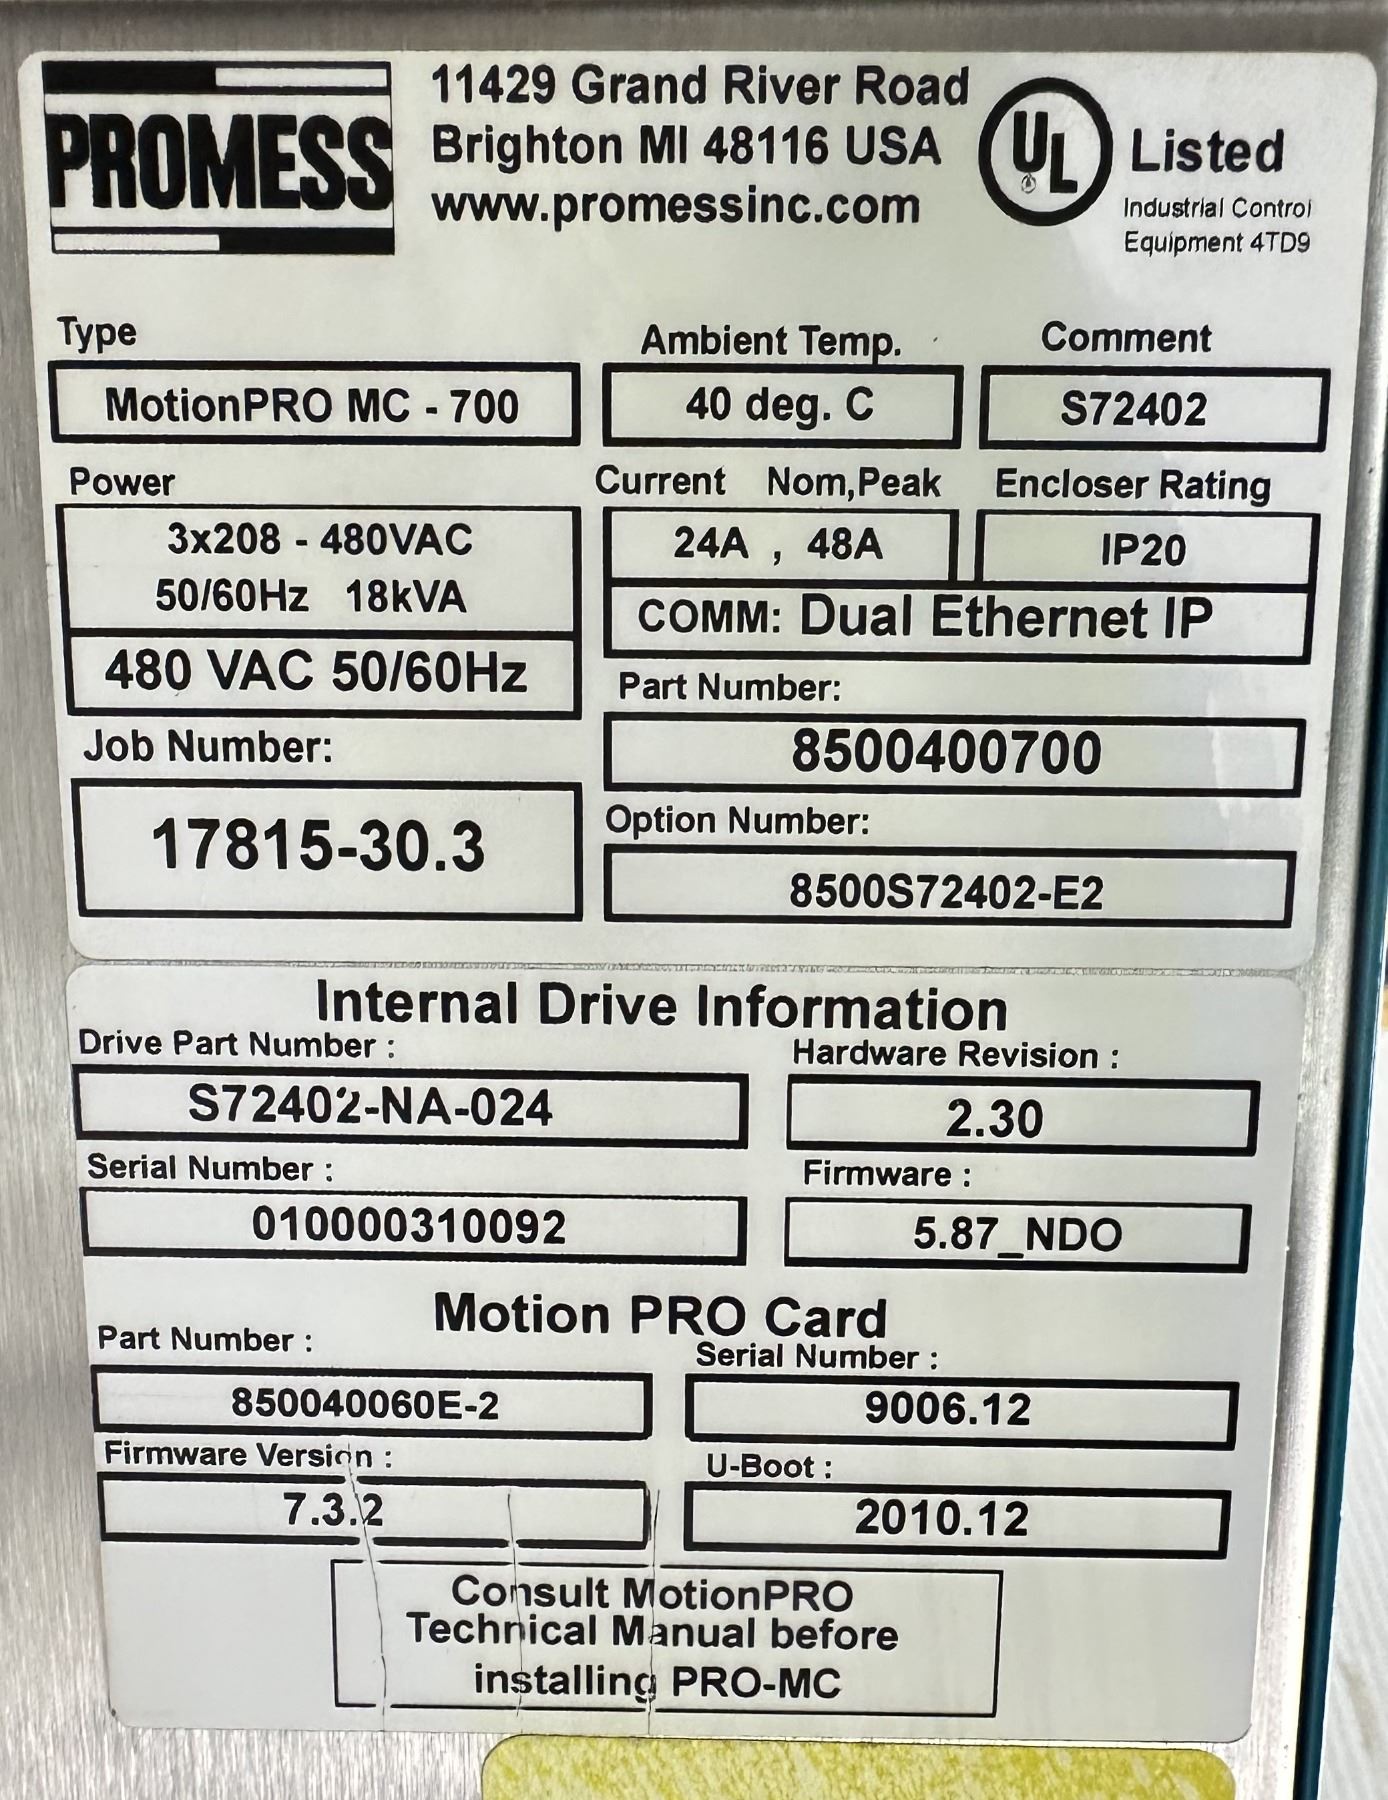 PROMESS
11429 Grand River Road
Brighton MI 48116 USA
www.promessinc.com
UL
Listed
Industrial Control
Equipment 4TD9
Type
MotionPRO MC - 700
Ambient Temp.
40 deg. C
Comment
S72402
Power
3x208 - 480VAC
50/60Hz 18kVA
480 VAC 50/60Hz
Current Nom,Peak
24A , 48A
Encloser Rating
IP20
COMM: Dual Ethernet IP
Part Number:
8500400700
Job Number:
17815-30.3
Option Number:
8500S72402-E2
Internal Drive Information
Drive Part Number :
S72402-NA-024
Hardware Revision :
2.30
Serial Number :
010000310092
Firmware :
5.87_NDO
Motion PRO Card
Part Number :
850040060E-2
Serial Number :
9006.12
Firmware Version :
7.3.2
U-Boot :
2010.12
Consult MotionPRO
Technical Manual before
installing PRO-MC